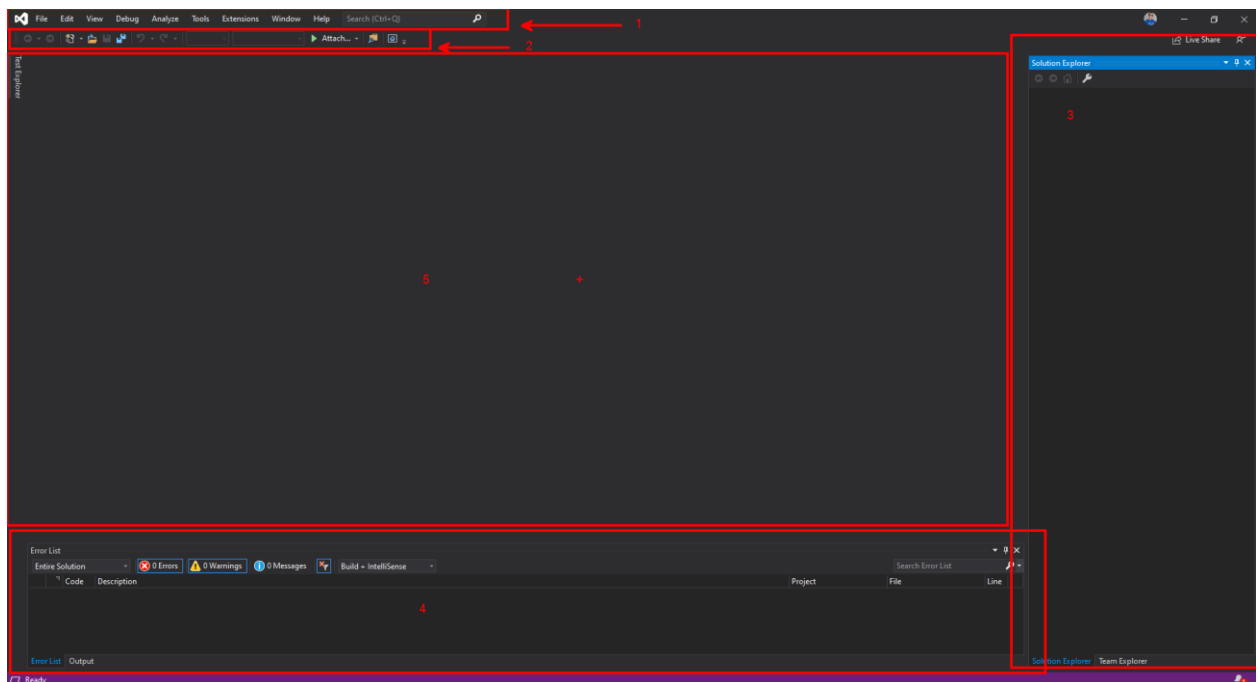 File Edit View Debug Analyze Tools Extensions Window Help Search (Ctrl+Q)
1
Attach...
2
Live Share
Test Explorer
Solution Explorer
3
5
+
Error List
Entire Solution 0 Errors 0 Warnings 0 Messages Build + IntelliSense Search Error List
Code Description Project File Line
4
Error List Output
Solution Explorer Team Explorer
Ready